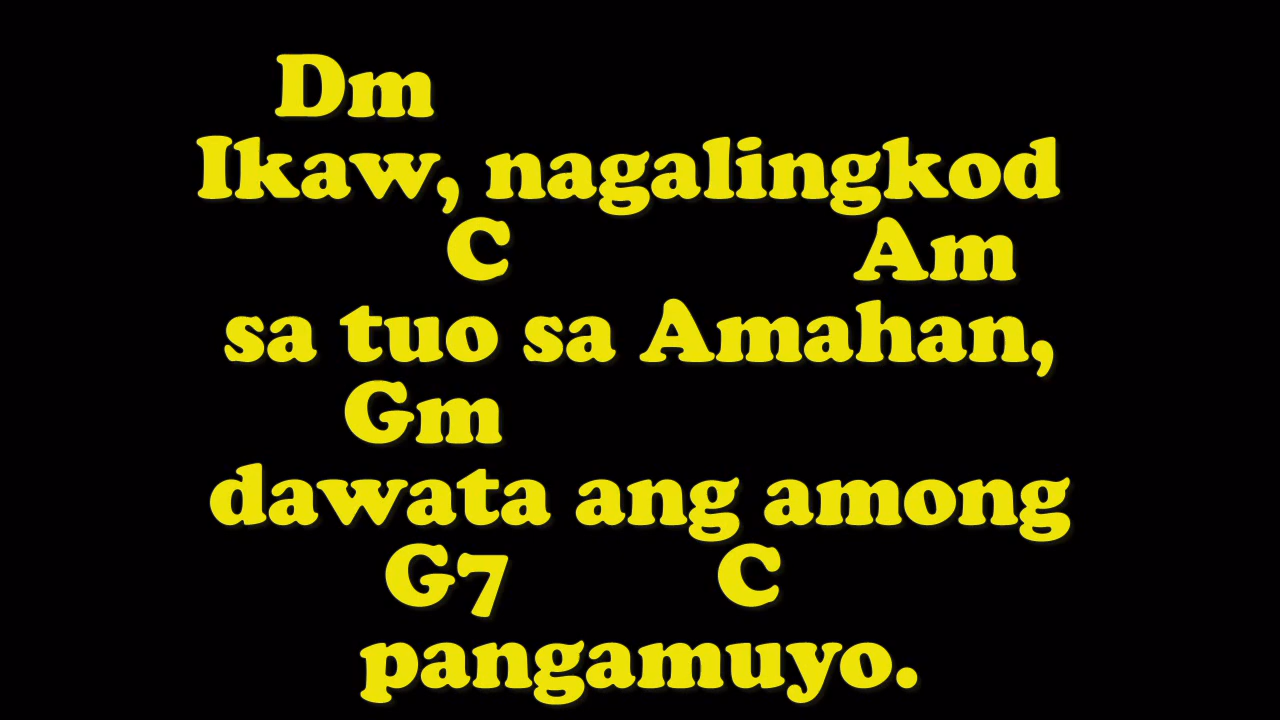 Dm
Ikaw, nagalingkod
C Am
sa tuo sa Amahan,
Gm
dawata ang among
G7 C
pangamuyo.